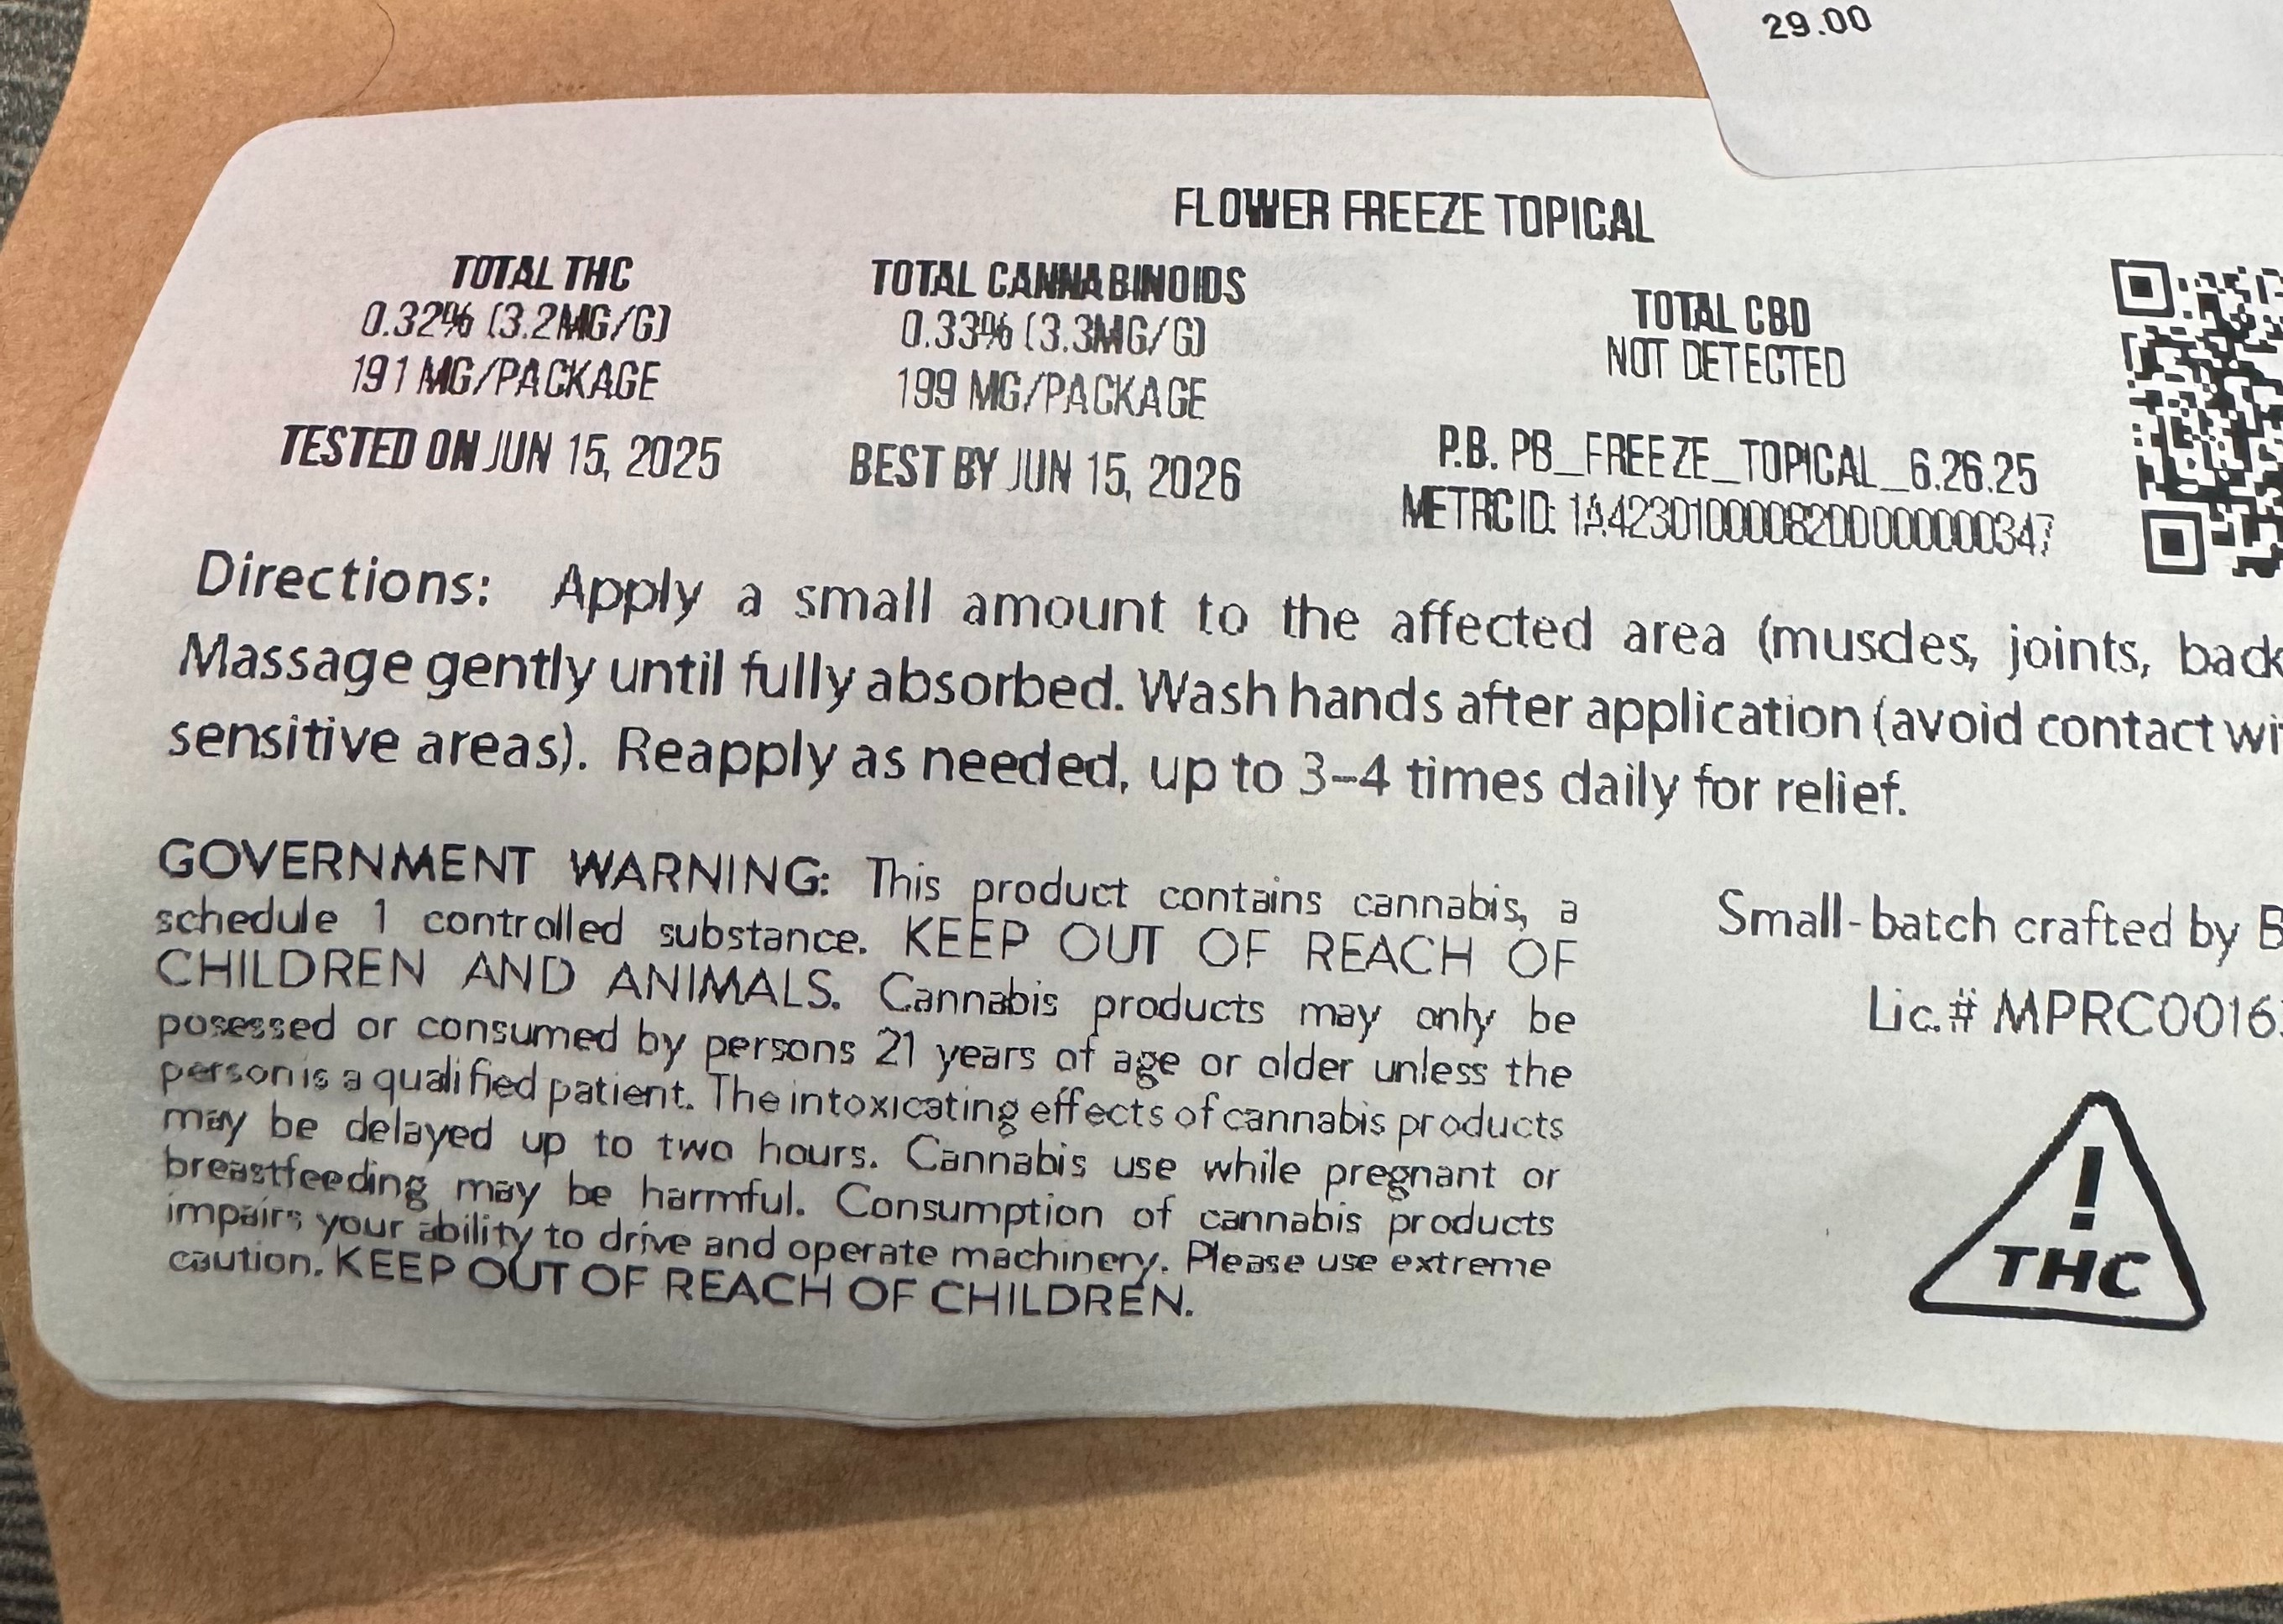 29.00
FLOWER FREEZE TOPICAL
TOTAL THC
0.32% (3.2MG/G)
191 MG/PACKAGE
TESTED ON JUN 15, 2025
TOTAL CANNABINOIDS
0.33% (3.3MG/G)
199 MG/PACKAGE
BEST BY JUN 15, 2026
TOTAL CBD
NOT DETECTED
P.B. PB_FREEZE_TOPICAL_6.26.25
METRC ID:
Directions: Apply a small amount to the affected area (muscles, joints, back
Massage gently until fully absorbed. Wash hands after application (avoid contact wi
sensitive areas). Reapply as needed, up to 3–4 times daily for relief.
GOVERNMENT WARNING: This product contains cannabis, a
schedule 1 controlled substance. KEEP OUT OF REACH OF
CHILDREN AND ANIMALS. Cannabis products may only be
posessed or consumed by persons 21 years of age or older unless the
person is a qualified patient. The intoxicating effects of cannabis products
may be delayed up to two hours. Cannabis use while pregnant or
breastfeeding may be harmful. Consumption of cannabis products
impairs your ability to drive and operate machinery. Please use extreme
caution. KEEP OUT OF REACH OF CHILDREN.
Small-batch crafted by B
Lic.# MPRC0016
!
THC